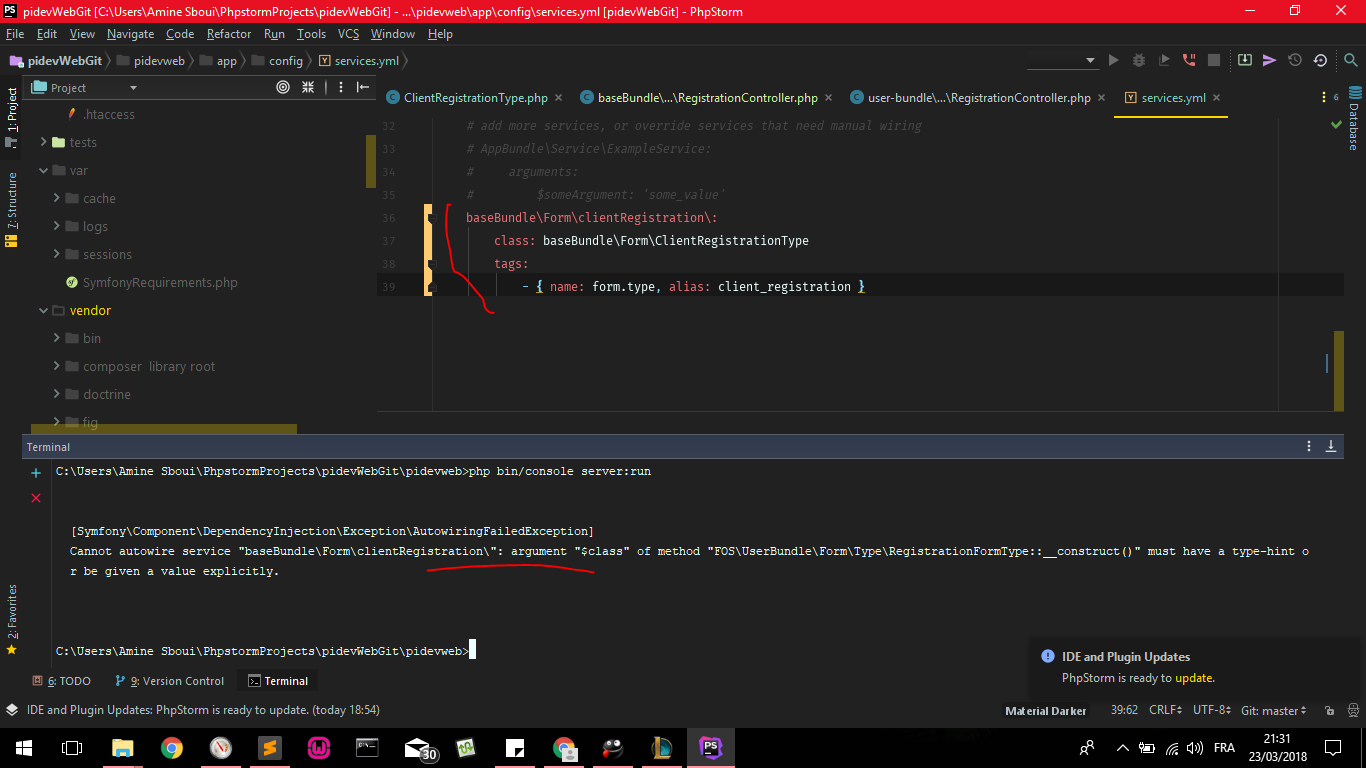 pidevWebGit [C:\Users\Amine Sboui\PhpstormProjects\pidevWebGit] - ...\pidevweb\app\config\services.yml [pidevWebGit] - PhpStorm
File Edit View Navigate Code Refactor Run Tools VCS Window Help
pidevWebGit pidevweb app config services.yml
1: Project
7: Structure
2: Favorites
Project
.htaccess
tests
var
cache
logs
sessions
SymfonyRequirements.php
vendor
bin
composer library root
doctrine
fig
ClientRegistrationType.php baseBundle\...\RegistrationController.php user-bundle\...\RegistrationController.php services.yml
6
Database
32 # add more services, or override services that need manual wiring
33 # AppBundle\Service\ExampleService:
34 # arguments:
35 # $someArgument: 'some_value'
36 baseBundle\Form\clientRegistration\:
37 class: baseBundle\Form\ClientRegistrationType
38 tags:
39 - { name: form.type, alias: client_registration }
Terminal
C:\Users\Amine Sboui\PhpstormProjects\pidevWebGit\pidevweb>php bin/console server:run
[Symfony\Component\DependencyInjection\Exception\AutowiringFailedException]
Cannot autowire service "baseBundle\Form\clientRegistration\": argument "$class" of method "FOS\UserBundle\Form\Type\RegistrationFormType::__construct()" must have a type-hint o
r be given a value explicitly.
C:\Users\Amine Sboui\PhpstormProjects\pidevWebGit\pidevweb>
IDE and Plugin Updates
PhpStorm is ready to update.
6: TODO 9: Version Control Terminal
IDE and Plugin Updates: PhpStorm is ready to update. (today 18:54)
Material Darker 39:62 CRLF UTF-8 Git: master
30
PS
FRA
21:31
23/03/2018